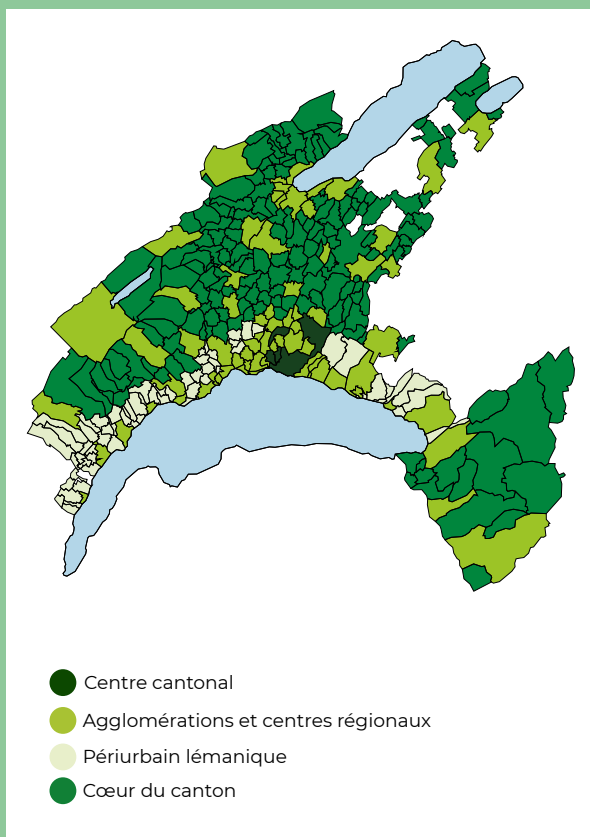 Centre cantonal
Agglomérations et centres régionaux
Périurbain lémanique
Cœur du canton